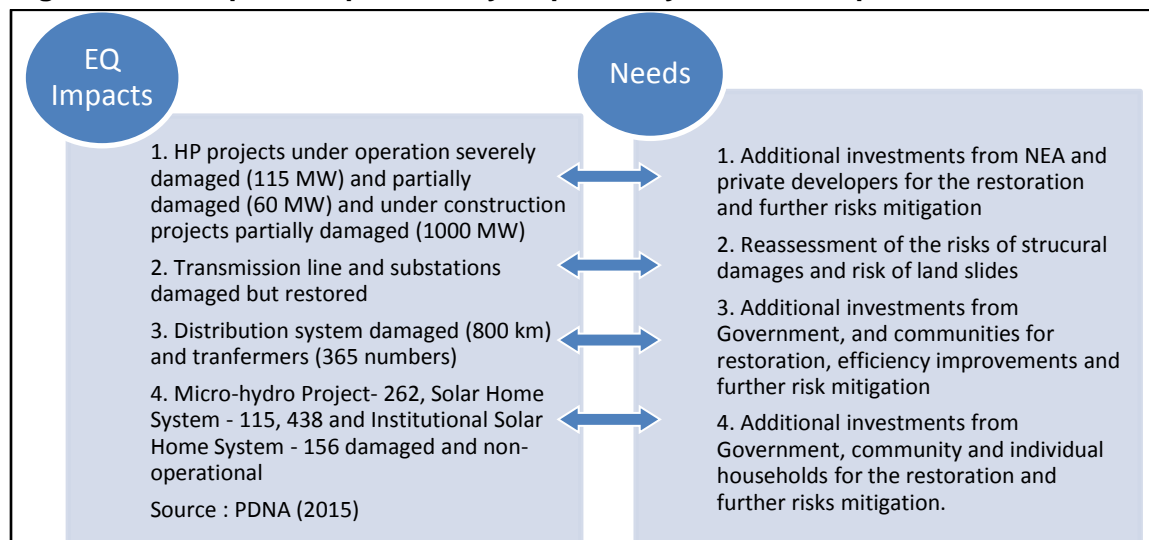 EQ
Impacts
1. HP projects under operation severely
damaged (115 MW) and partially
damaged (60 MW) and under construction
projects partially damaged (1000 MW)
2. Transmission line and substations
damaged but restored
3. Distribution system damaged (800 km)
and tranfermers (365 numbers)
4. Micro-hydro Project- 262, Solar Home
System - 115, 438 and Institutional Solar
Home System - 156 damaged and non-
operational
Source : PDNA (2015)
Needs
1. Additional investments from NEA and
private developers for the restoration
and further risks mitigation
2. Reassessment of the risks of strucural
damages and risk of land slides
3. Additional investments from
Government, and communities for
restoration, efficiency improvements and
further risk mitigation
4. Additional investments from
Government, community and individual
households for the restoration and
further risks mitigation.